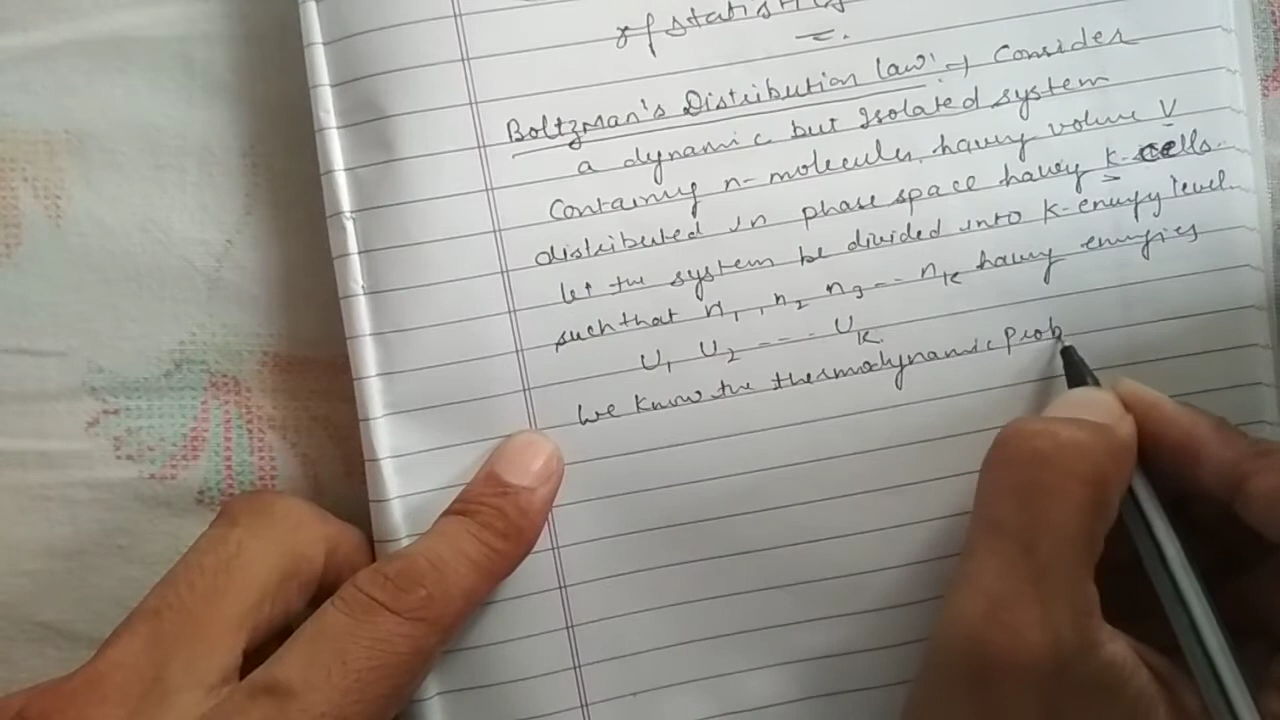 of statistics
Boltzman's Distribution law:→ Consider
a dynamic but Isolated system
Containing n-molecules, having volume V
distributed in phase space having K-cells.
let the system be divided into K-energy level.
such that n1, n2 n3 -- nK having energies
U1 U2 --- UK
We know the thermodynamic prob